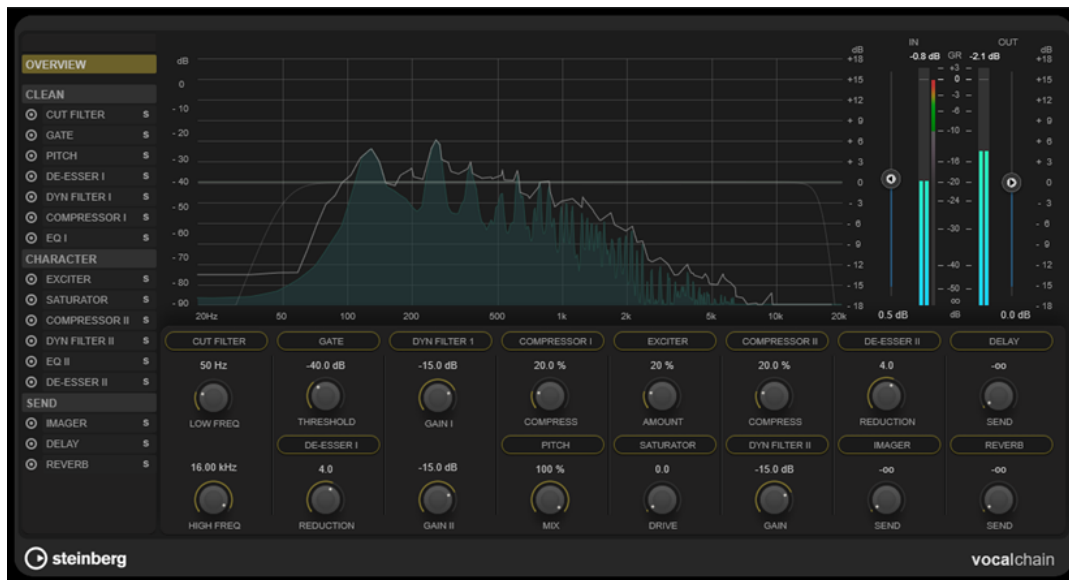 OVERVIEW
CLEAN
CUT FILTER S
GATE S
PITCH S
DE-ESSER I S
DYN FILTER I S
COMPRESSOR I S
EQ I S
CHARACTER
EXCITER S
SATURATOR S
COMPRESSOR II S
DYN FILTER II S
EQ II S
DE-ESSER II S
SEND
IMAGER S
DELAY S
REVERB S
dB
0
- 10
- 20
- 30
- 40
- 50
- 60
- 70
- 80
- 90
20Hz 50 100 200 500 1k 2k 5k 10k 20k
dB
+18
+15
+12
+ 9
+ 6
+ 3
0
- 3
- 6
- 9
- 12
- 15
- 18
IN OUT
-0.8 dB GR -2.1 dB
+3
0
-3
-6
-10
-16
-20
-24
-30
-40
-50
∞
dB
dB
+18
+15
+12
+ 9
+ 6
+ 3
0
- 3
- 6
- 9
- 12
- 15
- 18
0.5 dB 0.0 dB
CUT FILTER GATE DYN FILTER 1 COMPRESSOR I EXCITER COMPRESSOR II DE-ESSER II DELAY
50 Hz -40.0 dB -15.0 dB 20.0 % 20 % 20.0 % 4.0 -oo
LOW FREQ THRESHOLD GAIN I COMPRESS AMOUNT COMPRESS REDUCTION SEND
DE-ESSER I PITCH SATURATOR DYN FILTER II IMAGER REVERB
16.00 kHz 4.0 -15.0 dB 100 % 0.0 -15.0 dB -oo -oo
HIGH FREQ REDUCTION GAIN II MIX DRIVE GAIN SEND SEND
steinberg
vocalchain